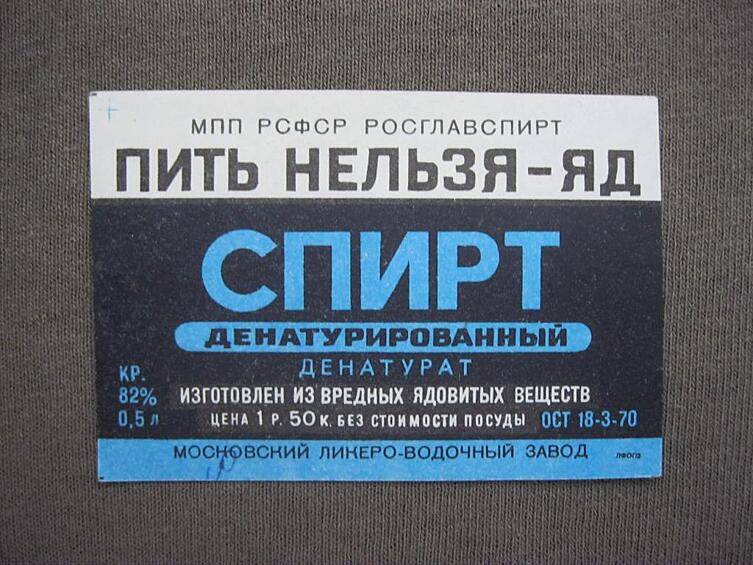 МПП РСФСР РОСГЛАВСПИРТ
ПИТЬ НЕЛЬЗЯ-ЯД
СПИРТ
ДЕНАТУРИРОВАННЫЙ
ДЕНАТУРАТ
КР.
82% ИЗГОТОВЛЕН ИЗ ВРЕДНЫХ ЯДОВИТЫХ ВЕЩЕСТВ
0,5 л ЦЕНА 1 Р. 50 К. БЕЗ СТОИМОСТИ ПОСУДЫ ОСТ 18-3-70
МОСКОВСКИЙ ЛИКЕРО-ВОДОЧНЫЙ ЗАВОД